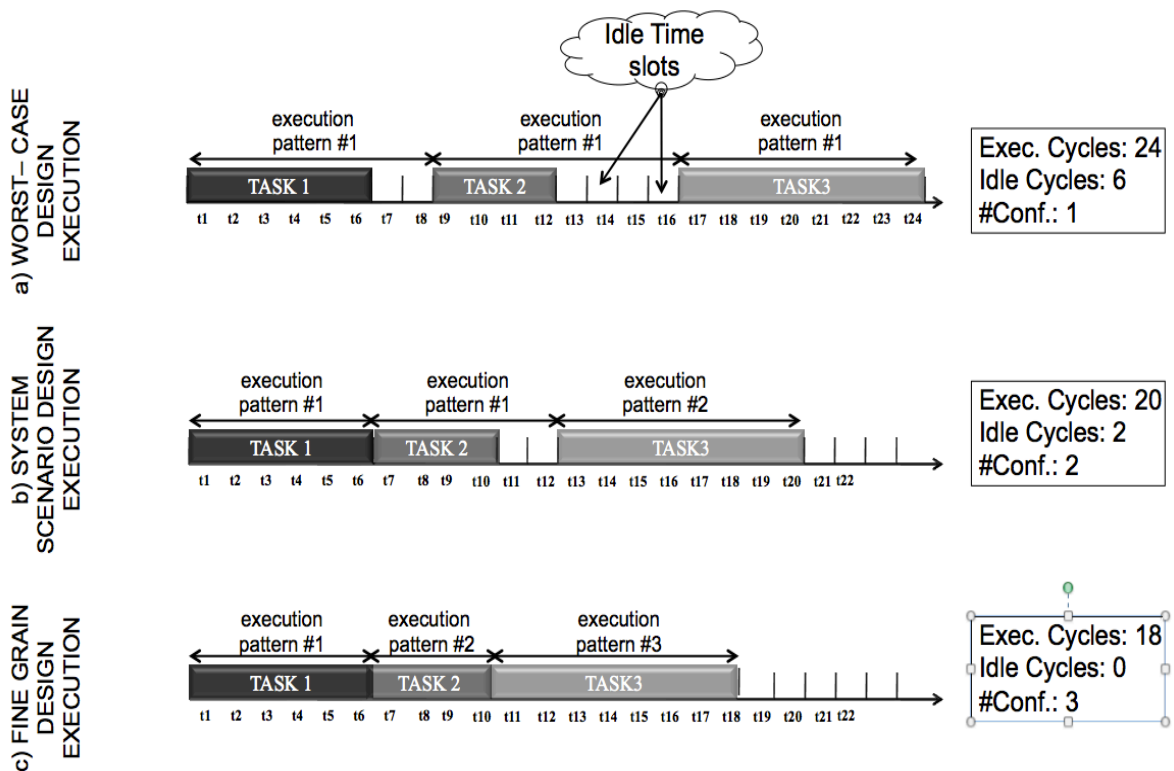 Idle Time
slots
a) WORST– CASE
DESIGN
EXECUTION
execution
pattern #1
execution
pattern #1
execution
pattern #1
TASK 1
TASK 2
TASK3
t1 t2 t3 t4 t5 t6 t7 t8 t9 t10 t11 t12 t13 t14 t15 t16 t17 t18 t19 t20 t21 t22 t23 t24
Exec. Cycles: 24
Idle Cycles: 6
#Conf.: 1
b) SYSTEM
SCENARIO DESIGN
EXECUTION
execution
pattern #1
execution
pattern #1
execution
pattern #2
TASK 1
TASK 2
TASK3
t1 t2 t3 t4 t5 t6 t7 t8 t9 t10 t11 t12 t13 t14 t15 t16 t17 t18 t19 t20 t21 t22
Exec. Cycles: 20
Idle Cycles: 2
#Conf.: 2
c) FINE GRAIN
DESIGN
EXECUTION
execution
pattern #1
execution
pattern #2
execution
pattern #3
TASK 1
TASK 2
TASK3
t1 t2 t3 t4 t5 t6 t7 t8 t9 t10 t11 t12 t13 t14 t15 t16 t17 t18 t19 t20 t21 t22
Exec. Cycles: 18
Idle Cycles: 0
#Conf.: 3